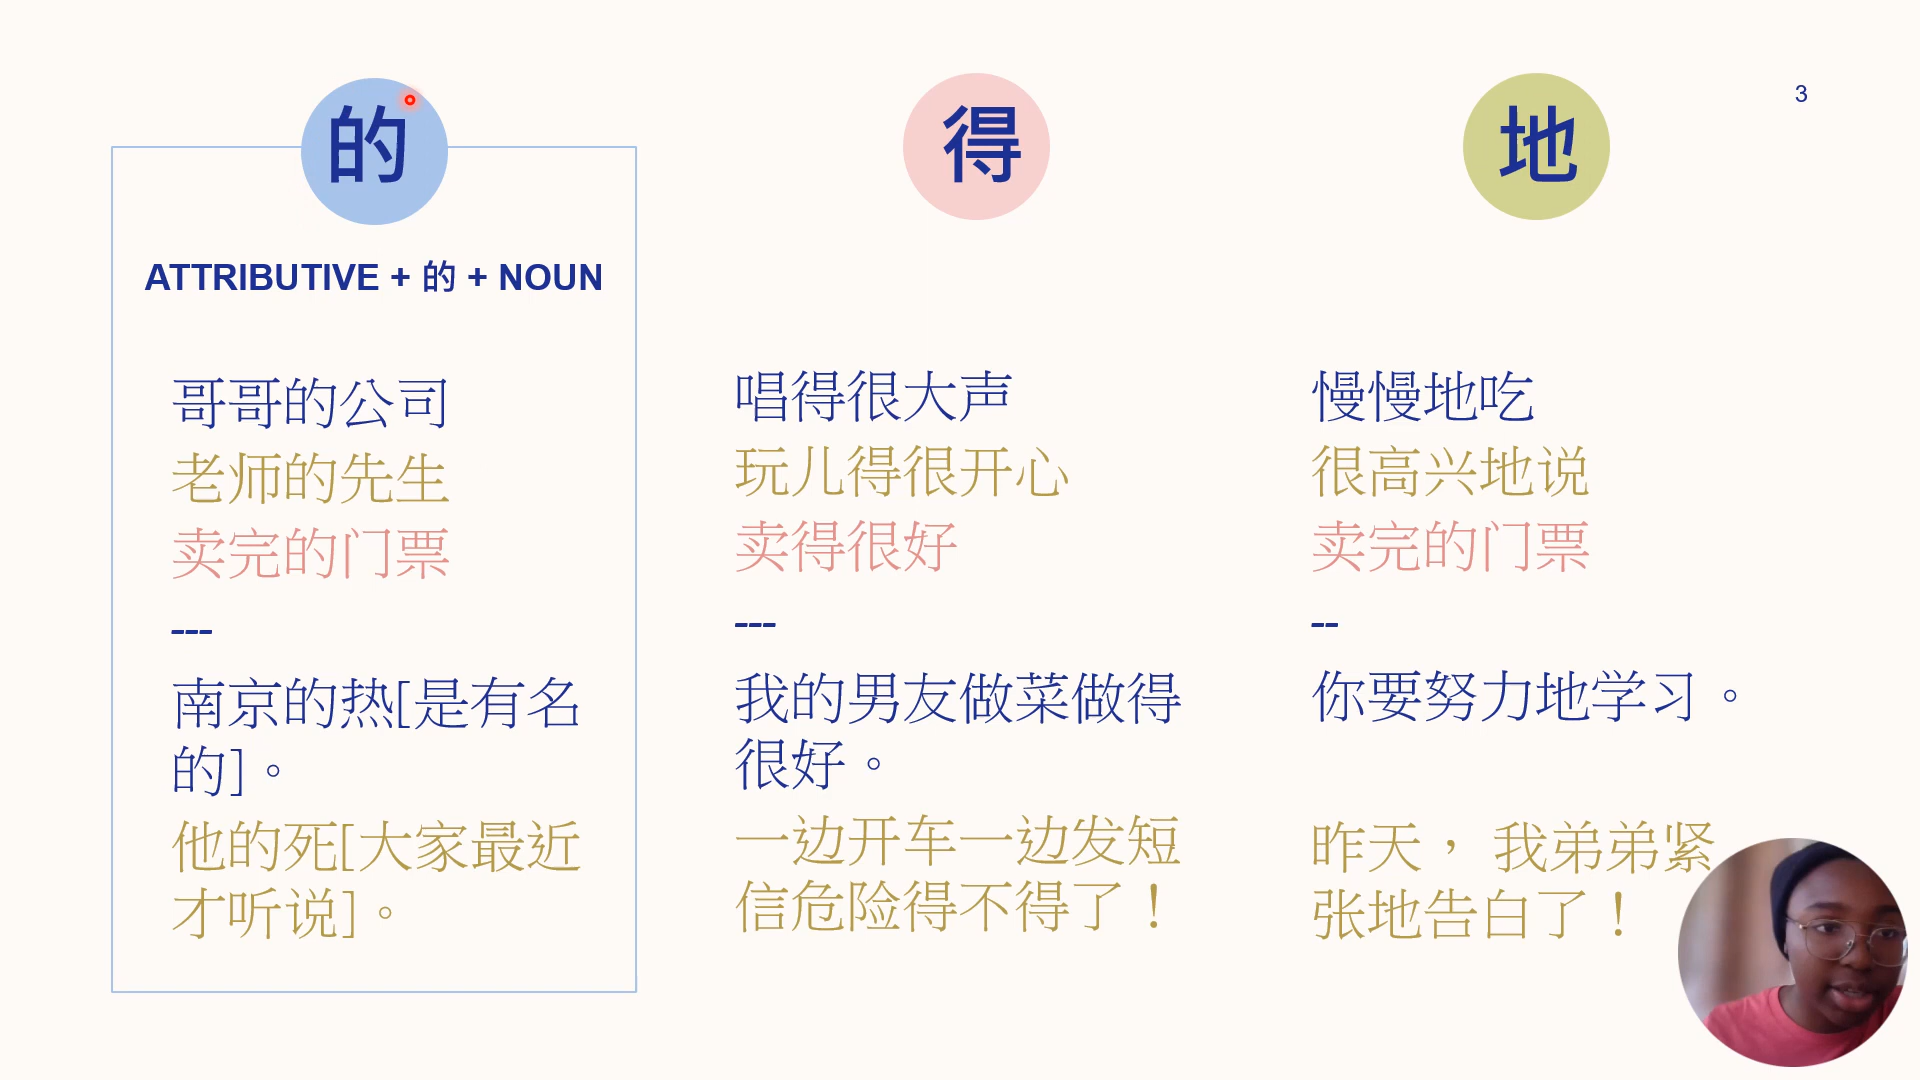 3
的
ATTRIBUTIVE + 的 + NOUN
哥哥的公司
老师的先生
卖完的门票
---
南京的热[是有名
的]。
他的死[大家最近
才听说]。
得
唱得很大声
玩儿得很开心
卖得很好
---
我的男友做菜做得
很好。
一边开车一边发短
信危险得不得了！
地
慢慢地吃
很高兴地说
卖完的门票
--
你要努力地学习。
昨天， 我弟弟紧
张地告白了！